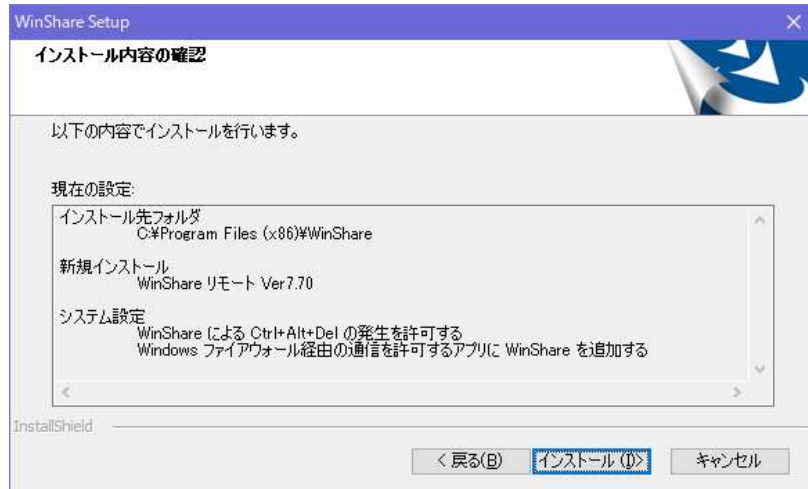 WinShare Setup
インストール内容の確認
以下の内容でインストールを行います。
現在の設定:
インストール先フォルダ
C:¥Program Files (x86)¥WinShare
新規インストール
WinShare リモート Ver7.70
システム設定
WinShare による Ctrl+Alt+Del の発生を許可する
Windows ファイアウォール経由の通信を許可するアプリに WinShare を追加する
InstallShield
< 戻る(B)
インストール (I)>
キャンセル